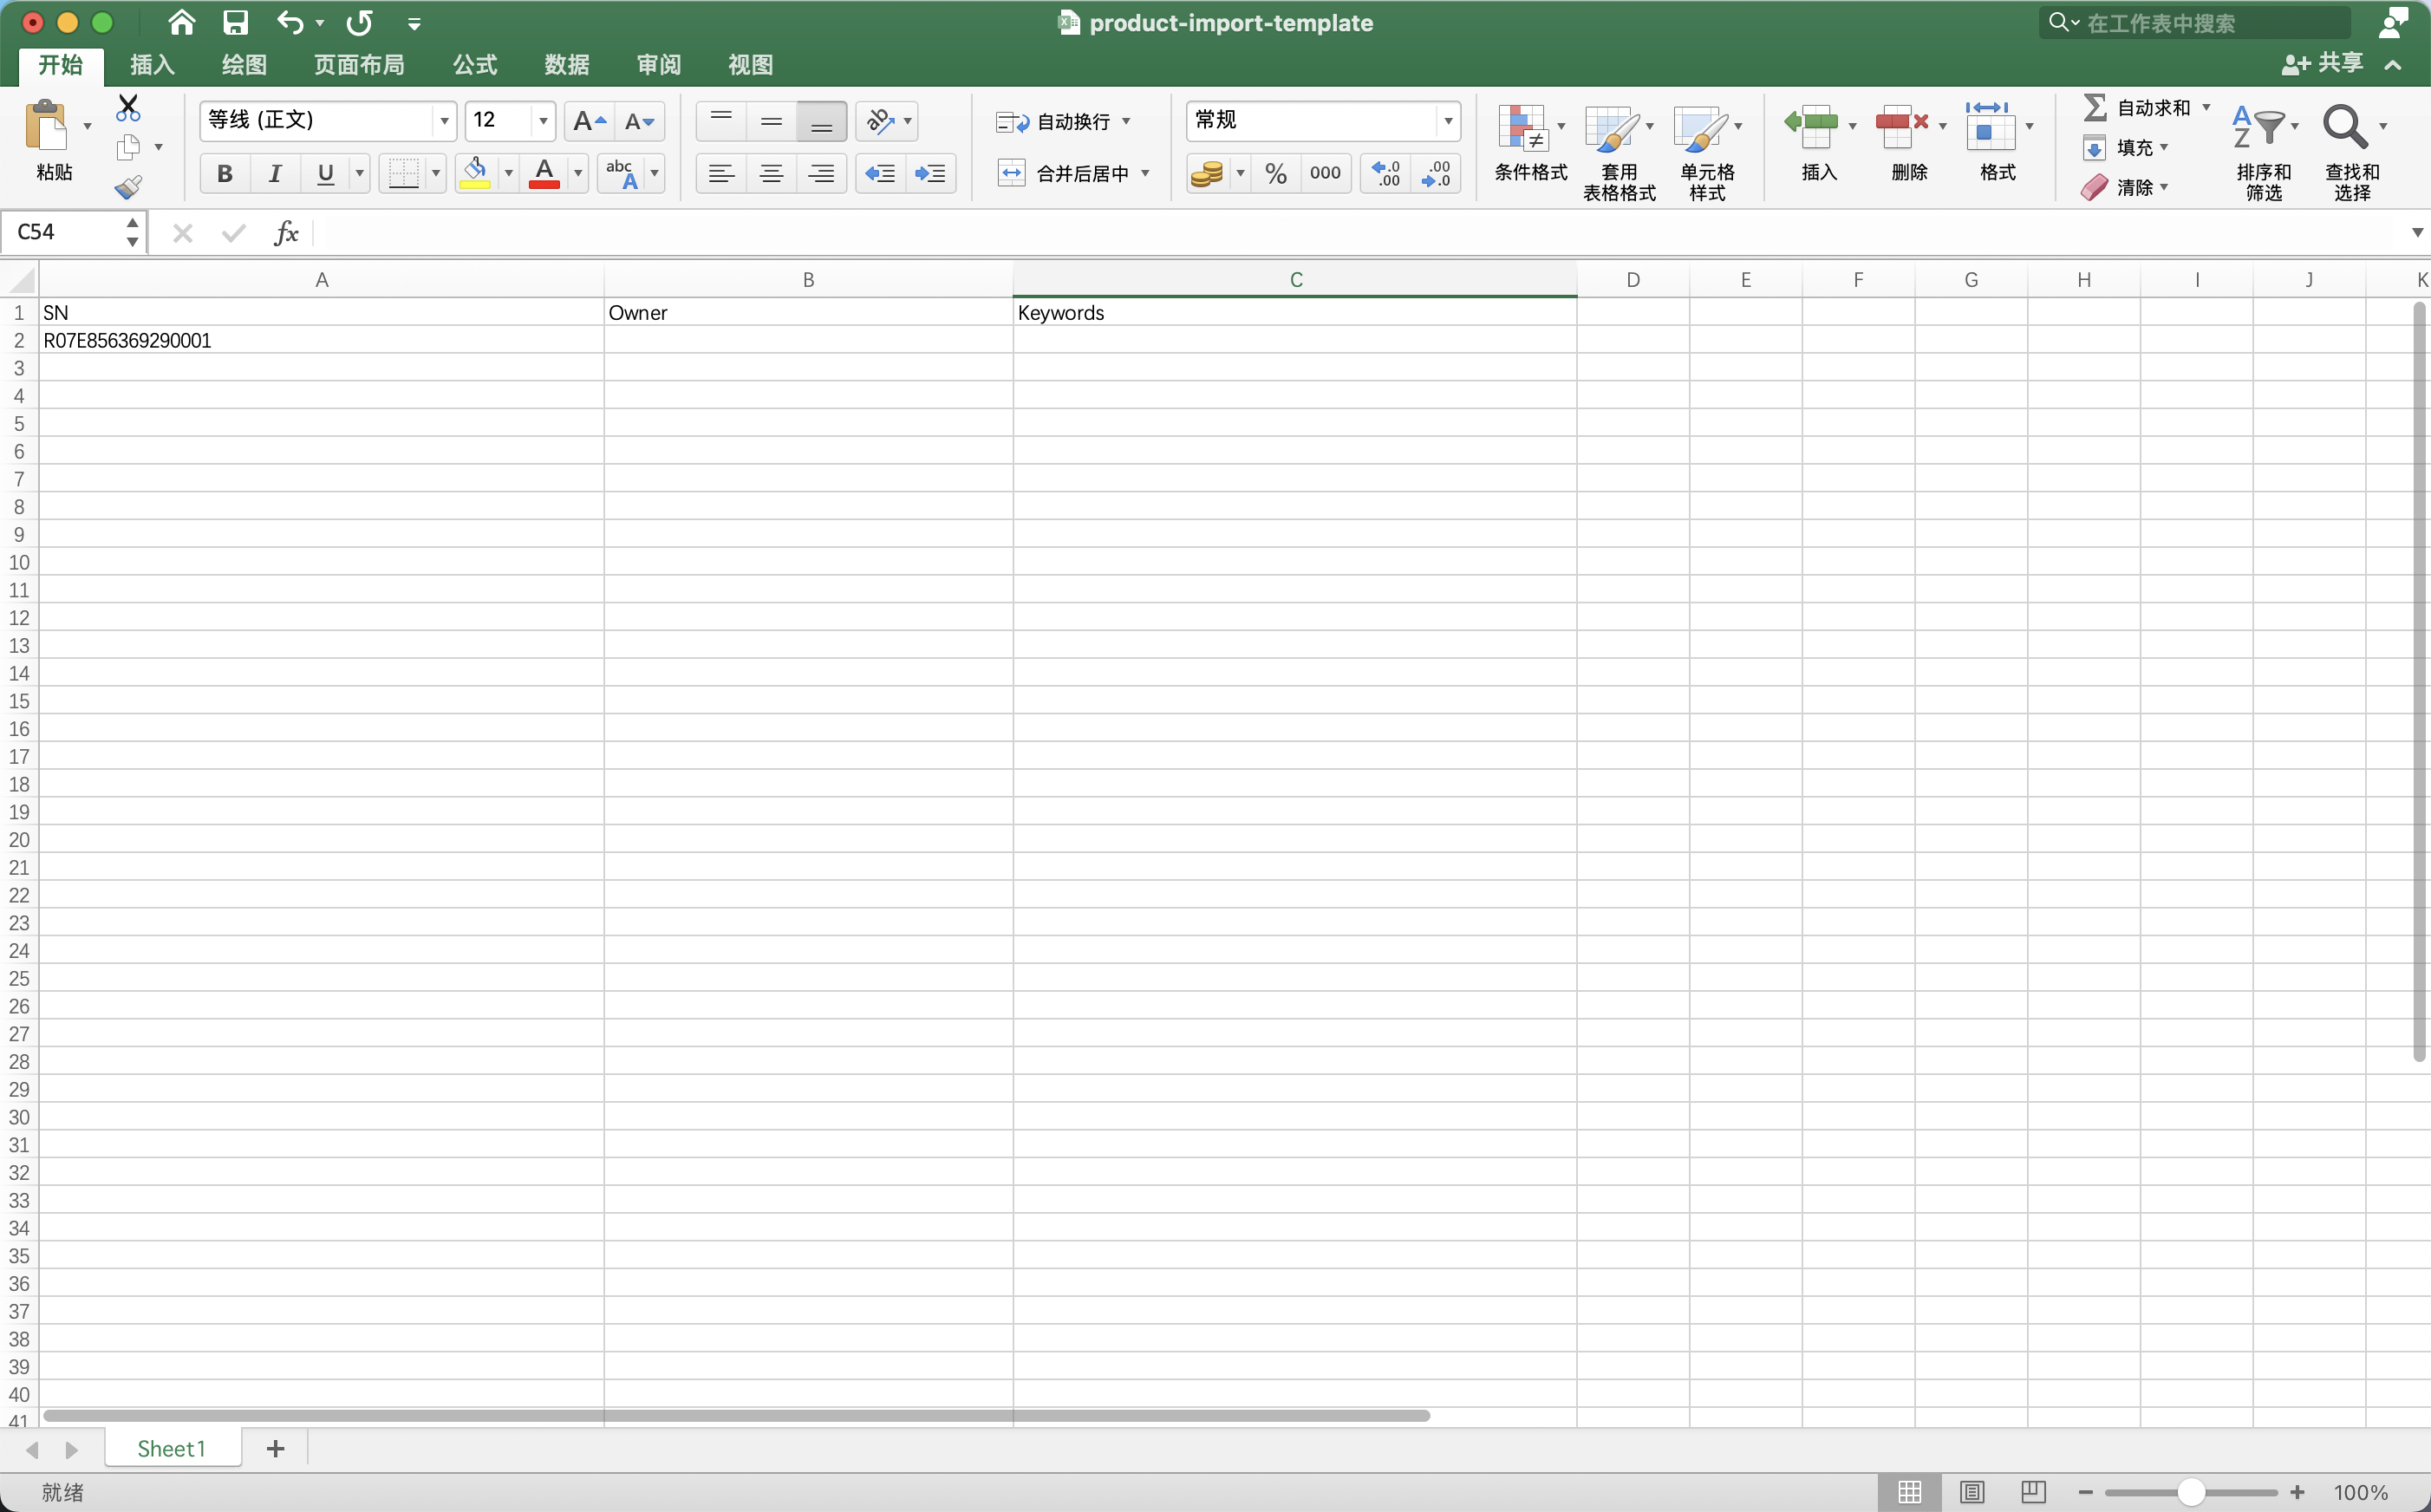 product-import-template
在工作表中搜索
开始 插入 绘图 页面布局 公式 数据 审阅 视图
共享
粘贴
等线 (正文) 12 A A
B I U A abc A
ab
自动换行
合并后居中
常规
% 000 .0 .00 .00 .0
条件格式
套用
表格格式
单元格
样式
插入
删除
格式
自动求和
填充
清除
A Z
排序和
筛选
查找和
选择
C54 fx
A B C D E F G H I J K
1 SN Owner Keywords
2 R07E856369290001
3
4
5
6
7
8
9
10
11
12
13
14
15
16
17
18
19
20
21
22
23
24
25
26
27
28
29
30
31
32
33
34
35
36
37
38
39
40
41
Sheet1 +
就绪
100%